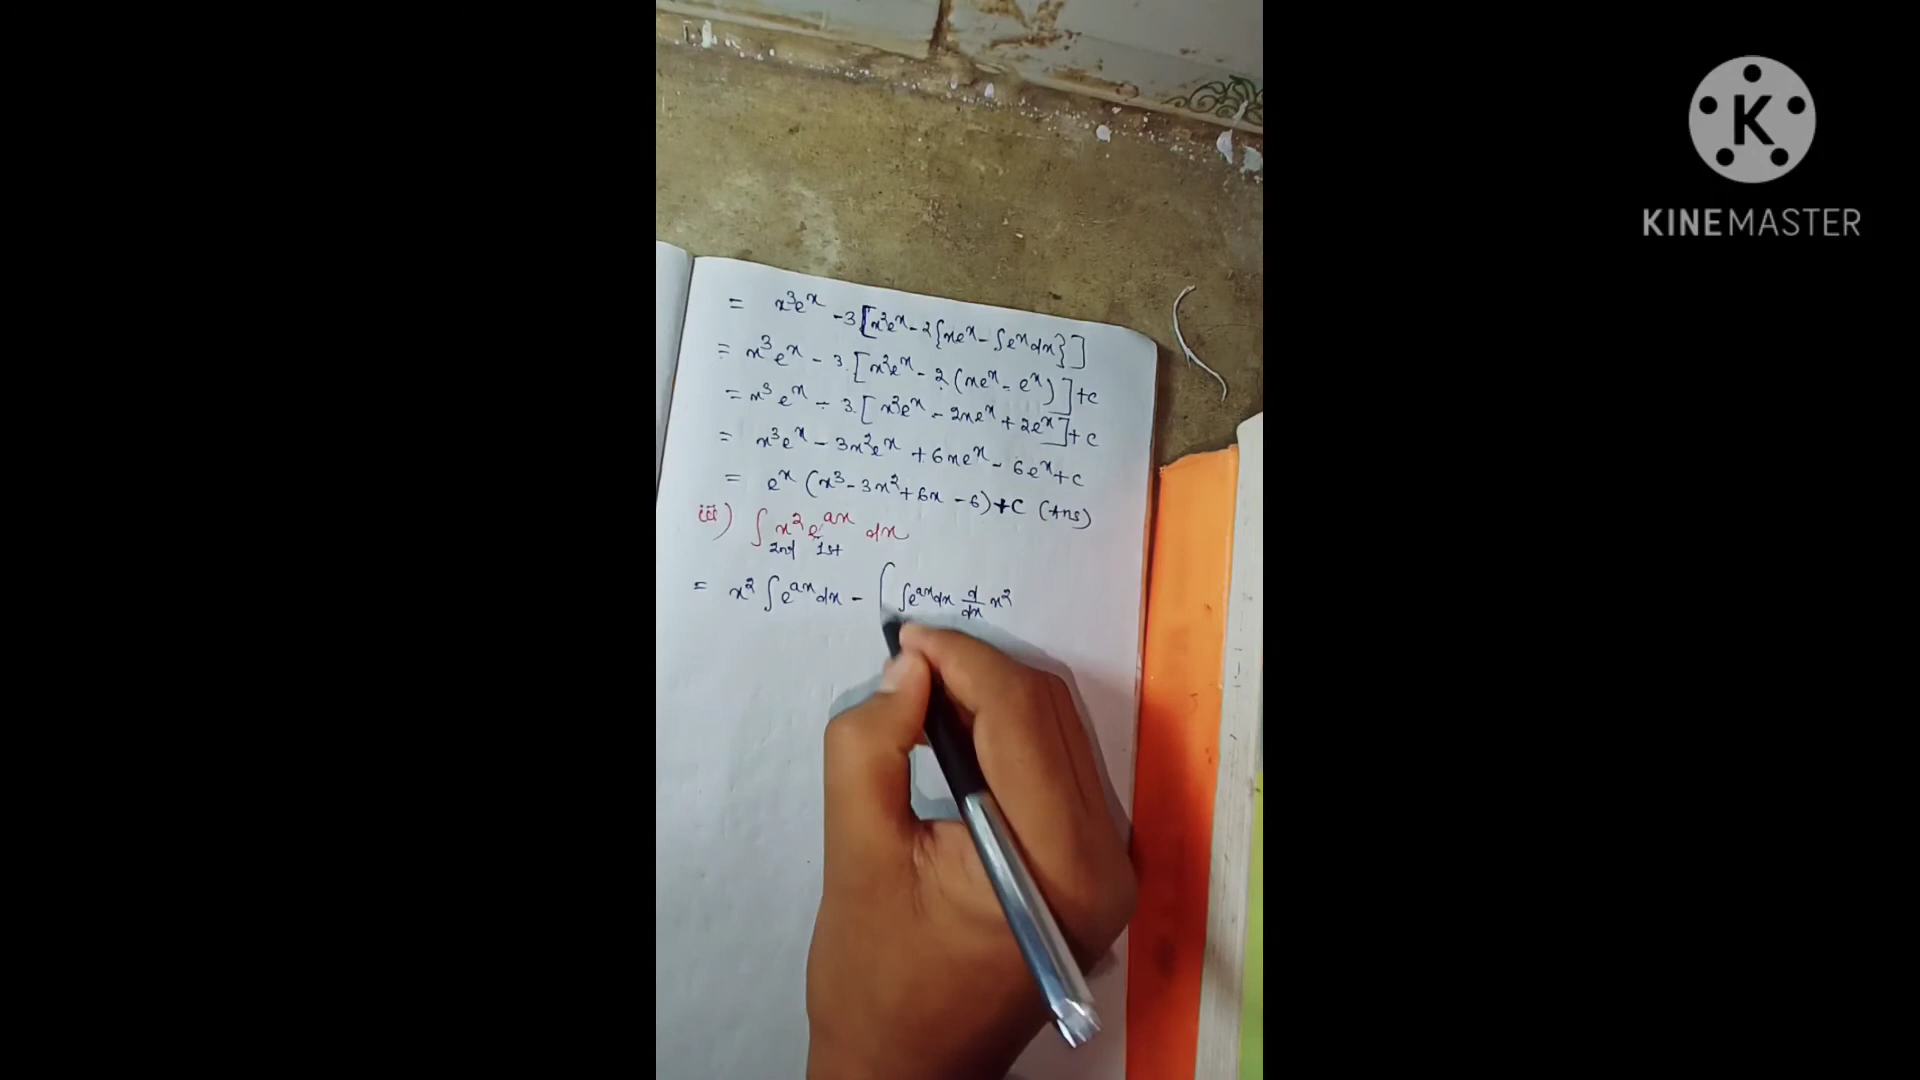 = x³eˣ - 3[x²eˣ - 2{xeˣ - ∫eˣdx}]
= x³eˣ - 3.[x²eˣ - 2(xeˣ - eˣ)]+c
= x³eˣ - 3.[x²eˣ - 2xeˣ + 2eˣ]+c
= x³eˣ - 3x²eˣ + 6xeˣ - 6eˣ+c
= eˣ (x³ - 3x² + 6x - 6)+C (Ans)
iii) ∫x²eᵃˣ dx
2nd 1st
= x² ∫eᵃˣdx - ∫ ∫eᵃˣdx d/dx x²
K
KINEMASTER